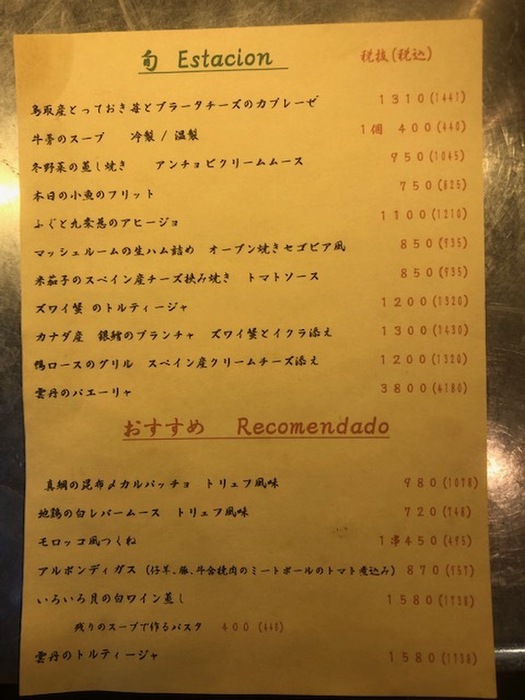 旬 Estacion 税抜(税込)
鳥取産とっておき苺とブラータチーズのカプレーゼ 1310(1441)
牛蒡のスープ 冷製 / 温製 1個 400(440)
冬野菜の蒸し焼き アンチョビクリームムース 950(1045)
本日の小魚のフリット 750(825)
ふぐと九条葱のアヒージョ 1100(1210)
マッシュルームの生ハム詰め オーブン焼きセゴビア風 850(935)
米茄子のスペイン産チーズ挟み焼き トマトソース 850(935)
ズワイ蟹 のトルティージャ 1200(1320)
カナダ産 銀鱈のプランチャ ズワイ蟹とイクラ添え 1300(1430)
鴨ロースのグリル スペイン産クリームチーズ添え 1200(1320)
雲丹のパエーリャ 3800(4180)
おすすめ Recomendado
真鯛の昆布〆カルパッチョ トリュフ風味 980(1078)
地鶏の白レバームース トリュフ風味 720(748)
モロッコ風つくね 1串450(495)
アルボンディガス (仔羊、豚、牛合挽肉のミートボールのトマト煮込み) 870(957)
いろいろ貝の白ワイン蒸し 1580(1738)
残りのスープで作るパスタ 400(440)
雲丹のトルティージャ 1580(1738)